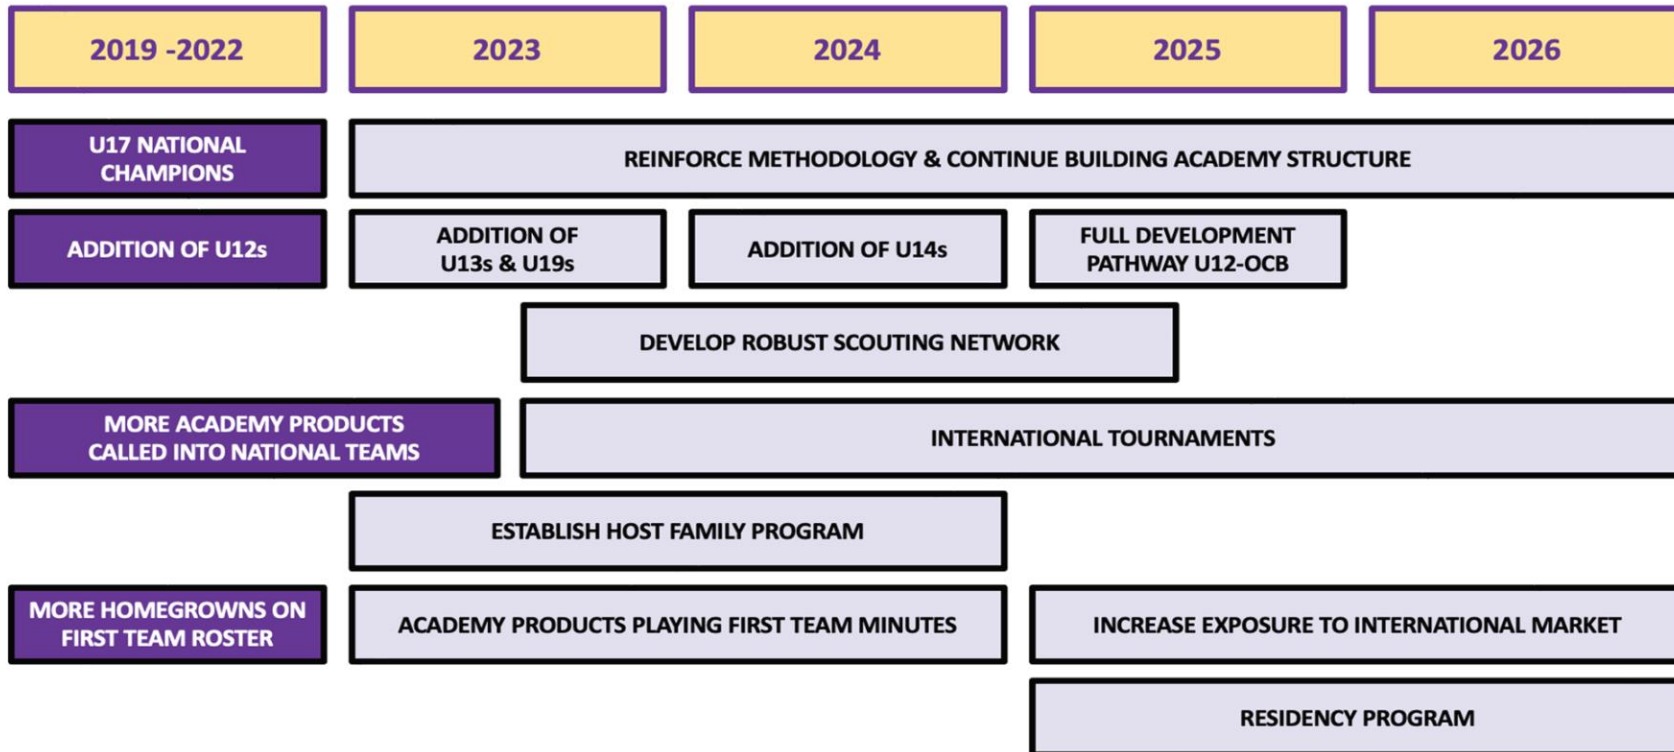 2019 -2022
2023
2024
2025
2026
U17 NATIONAL
CHAMPIONS
REINFORCE METHODOLOGY & CONTINUE BUILDING ACADEMY STRUCTURE
ADDITION OF U12s
ADDITION OF
U13s & U19s
ADDITION OF U14s
FULL DEVELOPMENT
PATHWAY U12-OCB
DEVELOP ROBUST SCOUTING NETWORK
MORE ACADEMY PRODUCTS
CALLED INTO NATIONAL TEAMS
INTERNATIONAL TOURNAMENTS
ESTABLISH HOST FAMILY PROGRAM
MORE HOMEGROWNS ON
FIRST TEAM ROSTER
ACADEMY PRODUCTS PLAYING FIRST TEAM MINUTES
INCREASE EXPOSURE TO INTERNATIONAL MARKET
RESIDENCY PROGRAM